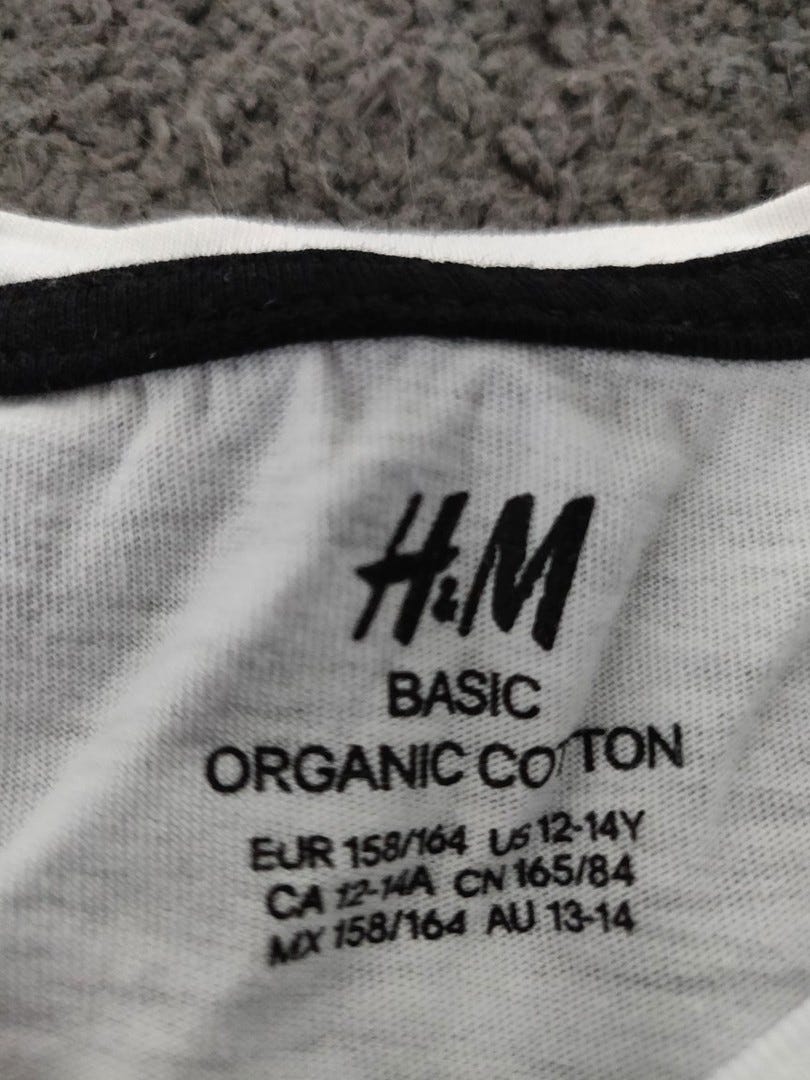 H&M
BASIC
ORGANIC COTTON
EUR 158/164 US 12-14Y
CA 12-14A CN 165/84
MX 158/164 AU 13-14